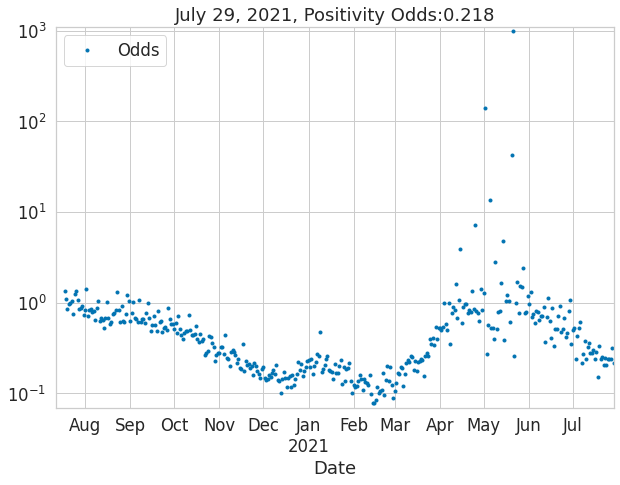 July 29, 2021, Positivity Odds:0.218
Odds
10³
10²
10¹
10⁰
10⁻¹
Aug Sep Oct Nov Dec Jan Feb Mar Apr May Jun Jul
2021
Date